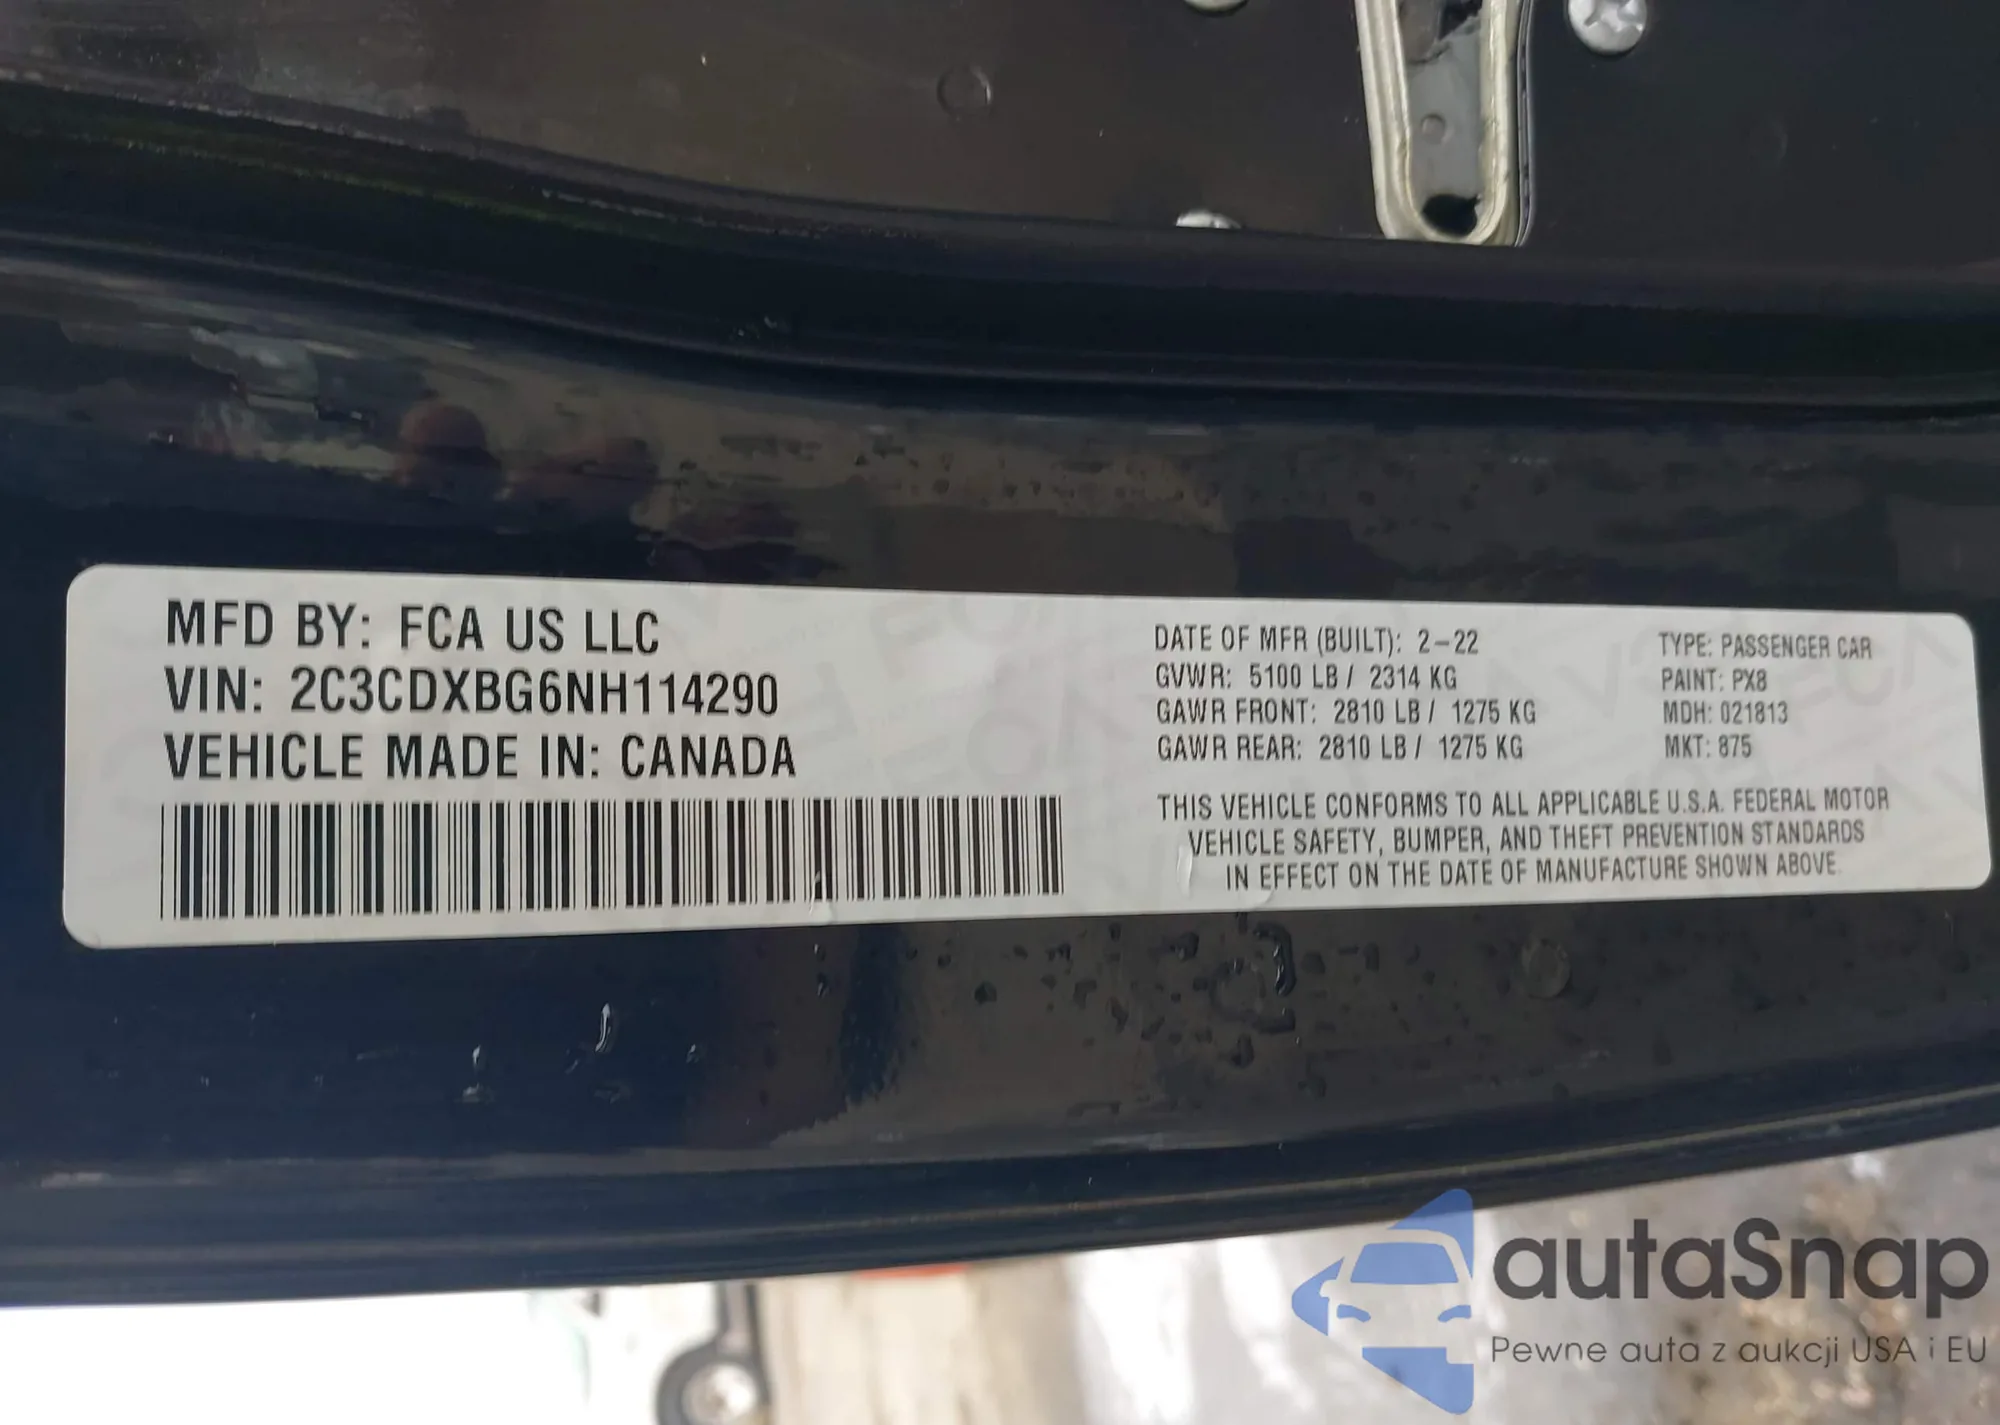 MFD BY: FCA US LLC
VIN: 2C3CDXBG6NH114290
VEHICLE MADE IN: CANADA
DATE OF MFR (BUILT): 2-22
GVWR: 5100 LB / 2314 KG
GAWR FRONT: 2810 LB / 1275 KG
GAWR REAR: 2810 LB / 1275 KG
TYPE: PASSENGER CAR
PAINT: PX8
MDH: 021813
MKT: 875
THIS VEHICLE CONFORMS TO ALL APPLICABLE U.S.A. FEDERAL MOTOR
VEHICLE SAFETY, BUMPER, AND THEFT PREVENTION STANDARDS
IN EFFECT ON THE DATE OF MANUFACTURE SHOWN ABOVE.
autaSnap
Pewne auta z aukcji USA i EU